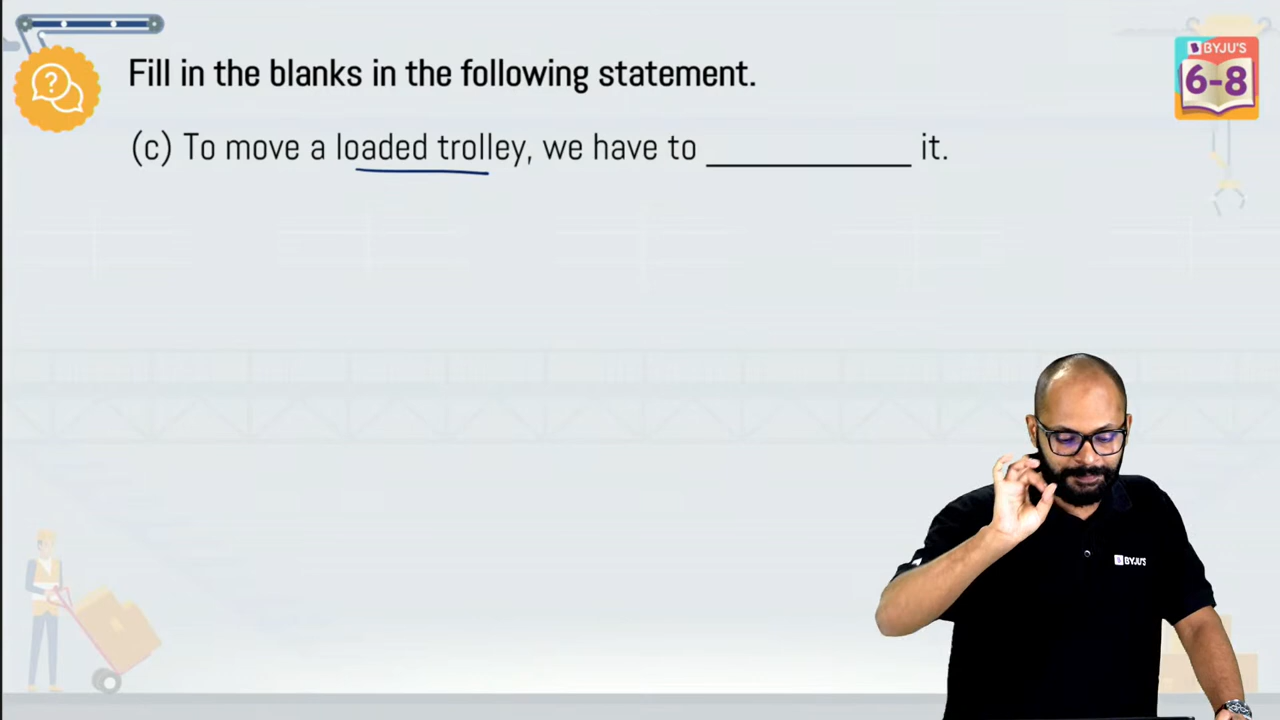 Fill in the blanks in the following statement.
BYJU'S
6-8
(c) To move a loaded trolley, we have to ____________ it.
BYJU'S